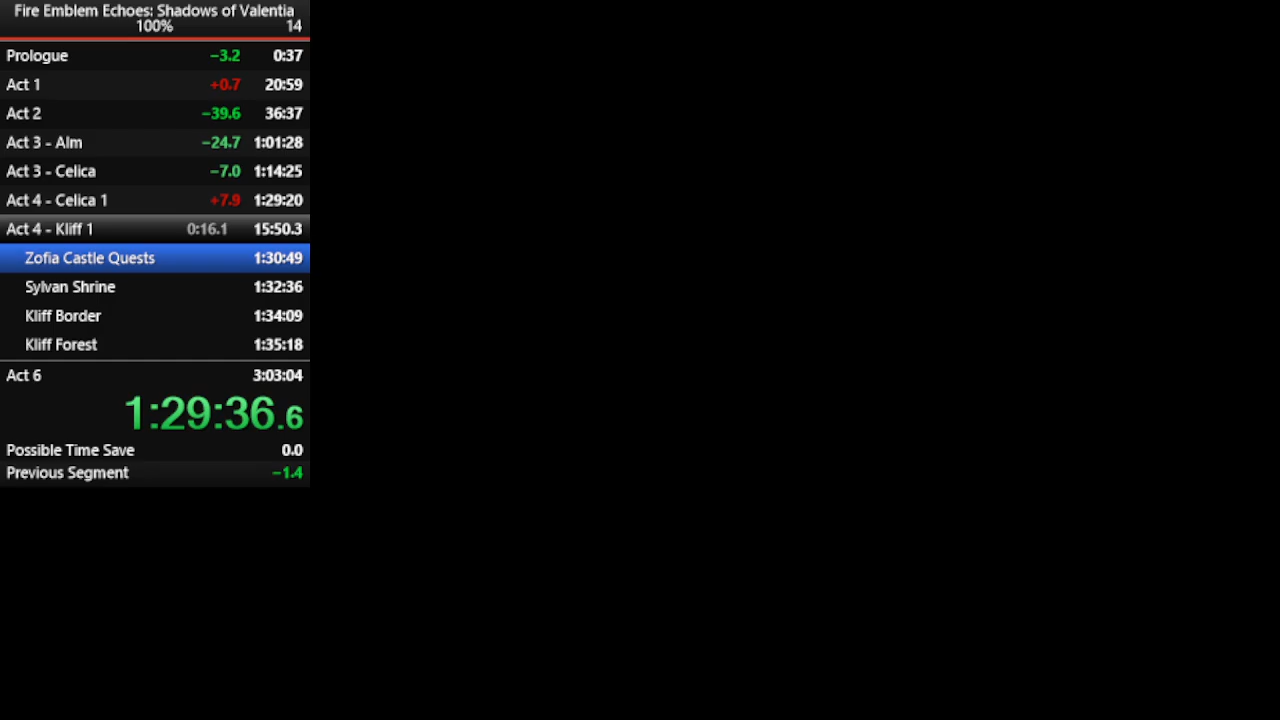 Fire Emblem Echoes: Shadows of Valentia
100% 14
Prologue −3.2 0:37
Act 1 +0.7 20:59
Act 2 −39.6 36:37
Act 3 - Alm −24.7 1:01:28
Act 3 - Celica −7.0 1:14:25
Act 4 - Celica 1 +7.9 1:29:20
Act 4 - Kliff 1 0:16.1 15:50.3
Zofia Castle Quests 1:30:49
Sylvan Shrine 1:32:36
Kliff Border 1:34:09
Kliff Forest 1:35:18
Act 6 3:03:04
1:29:36.6
Possible Time Save 0.0
Previous Segment −1.4